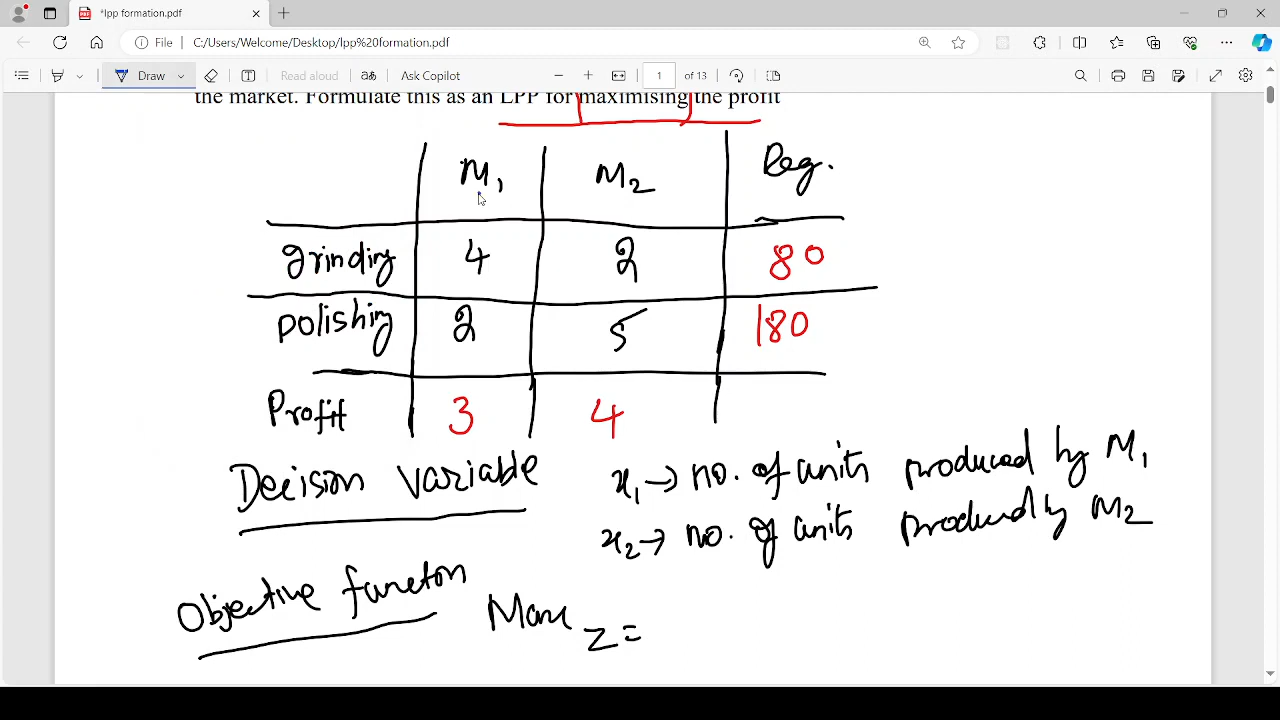 *lpp formation.pdf
File C:/Users/Welcome/Desktop/lpp%20formation.pdf
Draw Read aloud Ask Copilot 1 of 13
the market. Formulate this as an LPP for maximising the profit
M1 M2 Req.
grinding 4 2 80
polishing 2 5 180
Profit 3 4
Decision variable x1→ no. of units produced by M1
x2→ no. of units produced by M2
Objective function Max Z =